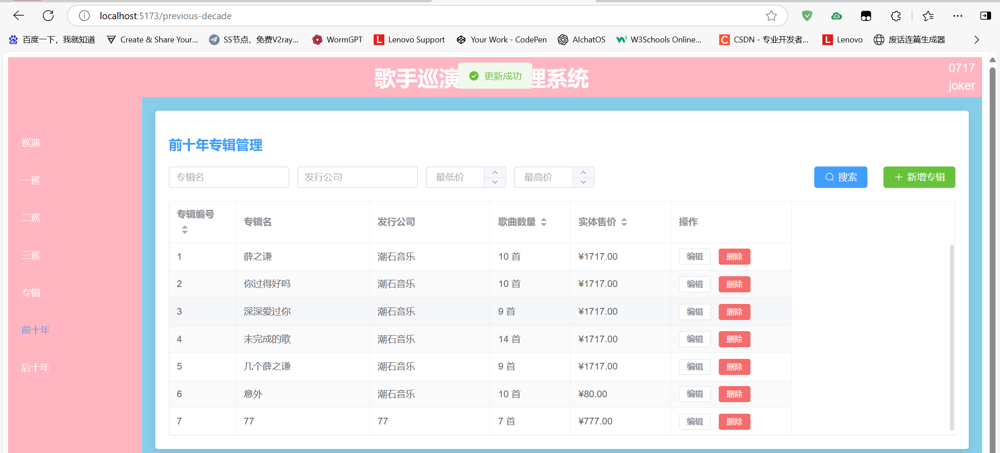 localhost:5173/previous-decade
百度一下，我就知道 Create & Share Your... SS节点、免费V2ray... WormGPT Lenovo Support Your Work - CodePen AIchatOS W3Schools Online... CSDN - 专业开发者... Lenovo 废话连篇生成器
歌手巡演 理系统
更新成功
0717
joker
巡演
一巡
二巡
三巡
专辑
前十年
后十年
前十年专辑管理
专辑名 发行公司 最低价 最高价 搜索 新增专辑
专辑编号 专辑名 发行公司 歌曲数量 实体售价 操作
1 薛之谦 潮石音乐 10 首 ¥1717.00 编辑 删除
2 你过得好吗 潮石音乐 10 首 ¥1717.00 编辑 删除
3 深深爱过你 潮石音乐 9 首 ¥1717.00 编辑 删除
4 未完成的歌 潮石音乐 14 首 ¥1717.00 编辑 删除
5 几个薛之谦 潮石音乐 9 首 ¥1717.00 编辑 删除
6 意外 潮石音乐 10 首 ¥80.00 编辑 删除
7 77 77 7 首 ¥777.00 编辑 删除